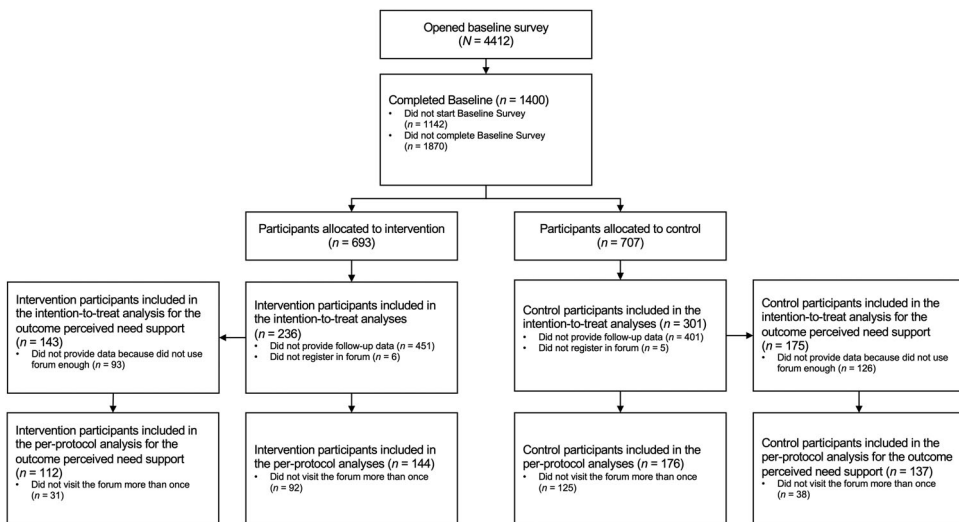 Opened baseline survey
(N = 4412)
Completed Baseline (n = 1400)
• Did not start Baseline Survey
(n = 1142)
• Did not complete Baseline Survey
(n = 1870)
Participants allocated to intervention
(n = 693)
Participants allocated to control
(n = 707)
Intervention participants included in
the intention-to-treat analysis for the
outcome perceived need support
(n = 143)
• Did not provide data because did not use
forum enough (n = 93)
Intervention participants included in
the intention-to-treat analyses
(n = 236)
• Did not provide follow-up data (n = 451)
• Did not register in forum (n = 6)
Control participants included in the
intention-to-treat analyses (n = 301)
• Did not provide follow-up data (n = 401)
• Did not register in forum (n = 5)
Control participants included in the
intention-to-treat analysis for the
outcome perceived need support (n =
175)
• Did not provide data because did not use
forum enough (n = 126)
Intervention participants included in
the per-protocol analysis for the
outcome perceived need support
(n = 112)
• Did not visit the forum more than once
(n = 31)
Intervention participants included in
the per-protocol analyses (n = 144)
• Did not visit the forum more than once
(n = 92)
Control participants included in the
per-protocol analyses (n = 176)
• Did not visit the forum more than once
(n = 125)
Control participants included in the
per-protocol analysis for the outcome
perceived need support (n = 137)
• Did not visit the forum more than once
(n = 38)